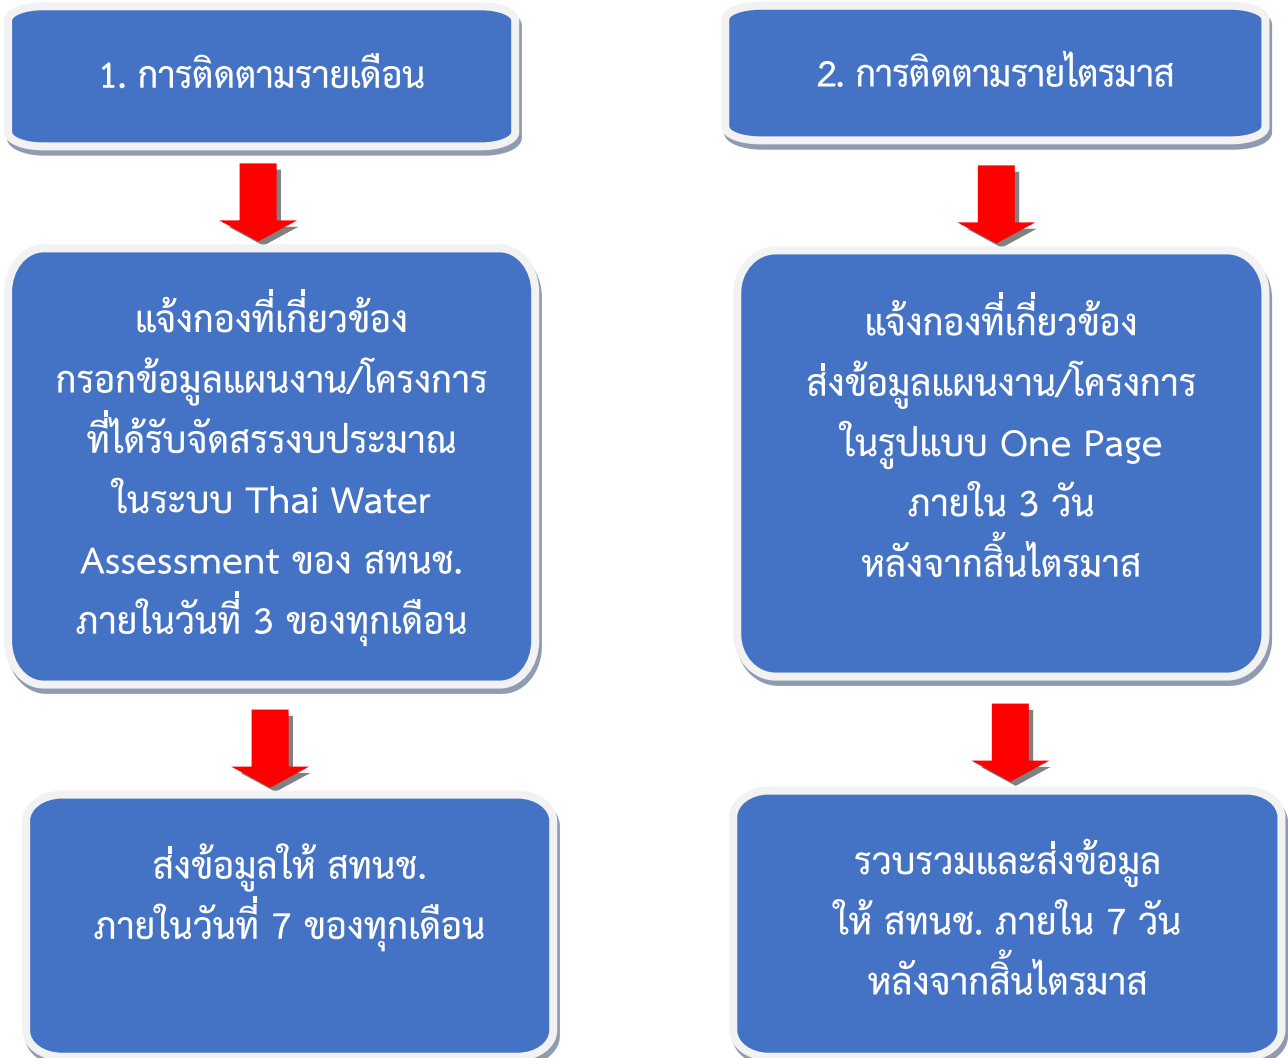 1. การติดตามรายเดือน
แจ้งกองที่เกี่ยวข้อง
กรอกข้อมูลแผนงาน/โครงการ
ที่ได้รับจัดสรรงบประมาณ
ในระบบ Thai Water
Assessment ของ สทนช.
ภายในวันที่ 3 ของทุกเดือน
ส่งข้อมูลให้ สทนช.
ภายในวันที่ 7 ของทุกเดือน
2. การติดตามรายไตรมาส
แจ้งกองที่เกี่ยวข้อง
ส่งข้อมูลแผนงาน/โครงการ
ในรูปแบบ One Page
ภายใน 3 วัน
หลังจากสิ้นไตรมาส
รวบรวมและส่งข้อมูล
ให้ สทนช. ภายใน 7 วัน
หลังจากสิ้นไตรมาส